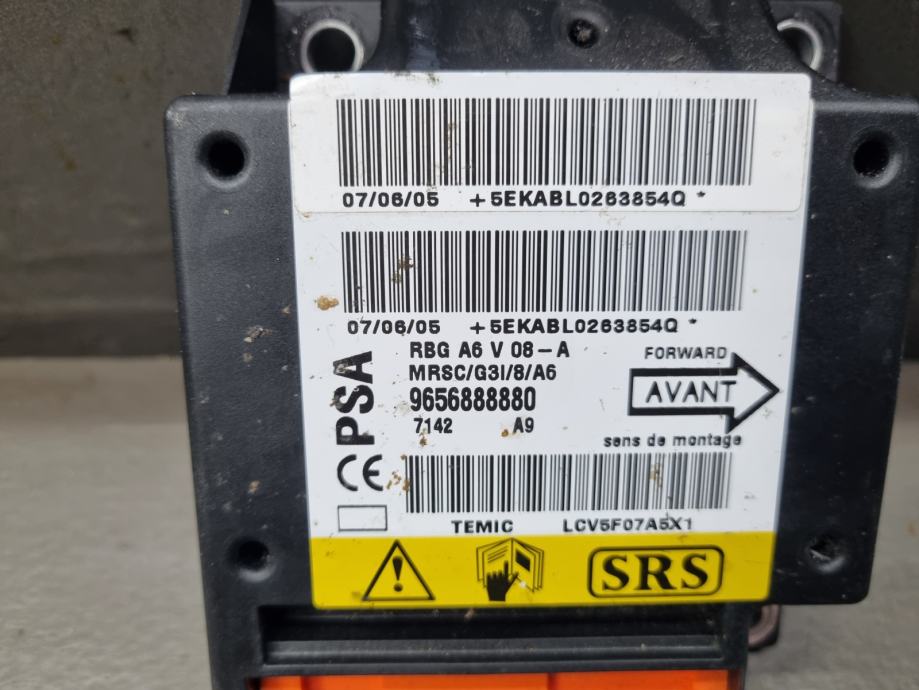 07/06/05 +5EKABL0263854Q *
07/06/05 +5EKABL0263854Q *
PSA
RBG A6 V 08-A
MRSC/G3I/8/A6
9656888880
7142 A9
FORWARD
AVANT
sens de montage
CE
TEMIC LCV5F07A5X1
SRS